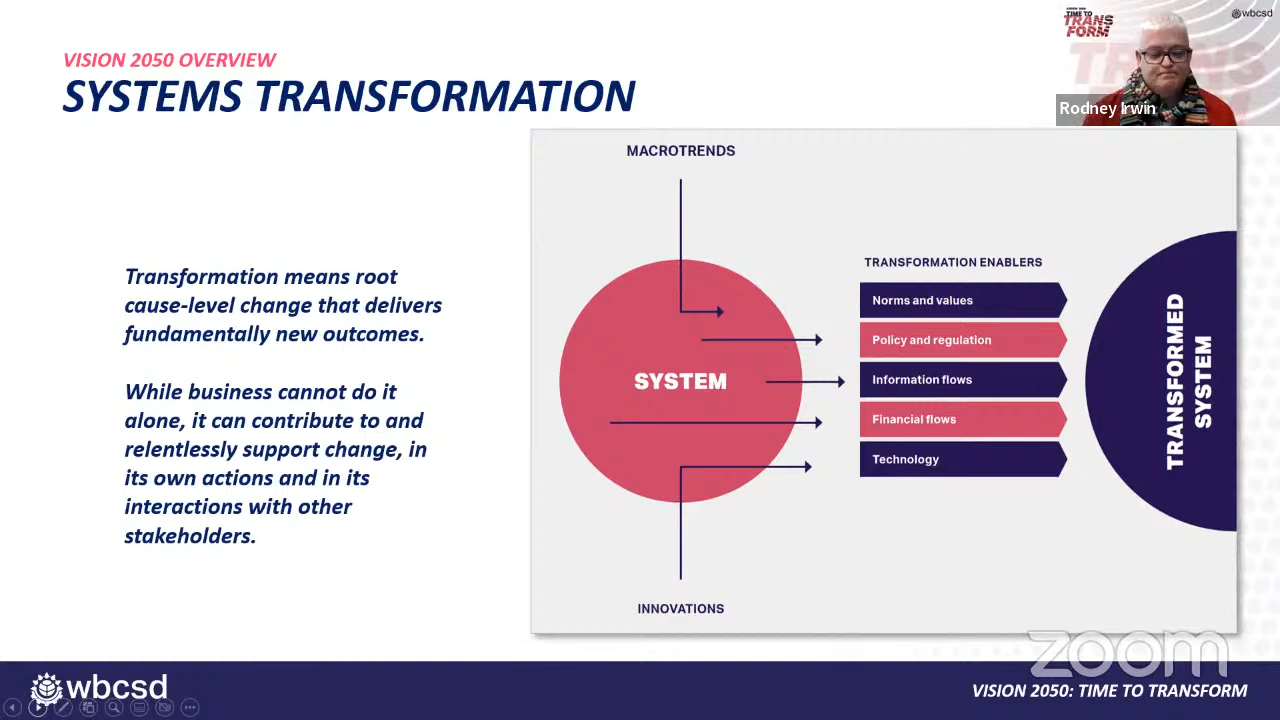 VISION 2050 OVERVIEW
SYSTEMS TRANSFORMATION
TIME TO
TRANS
FORM
wbcsd
Rodney Irwin
Transformation means root
cause-level change that delivers
fundamentally new outcomes.
While business cannot do it
alone, it can contribute to and
relentlessly support change, in
its own actions and in its
interactions with other
stakeholders.
MACROTRENDS
SYSTEM
INNOVATIONS
TRANSFORMATION ENABLERS
Norms and values
Policy and regulation
Information flows
Financial flows
Technology
TRANSFORMED
SYSTEM
zoom
wbcsd
VISION 2050: TIME TO TRANSFORM